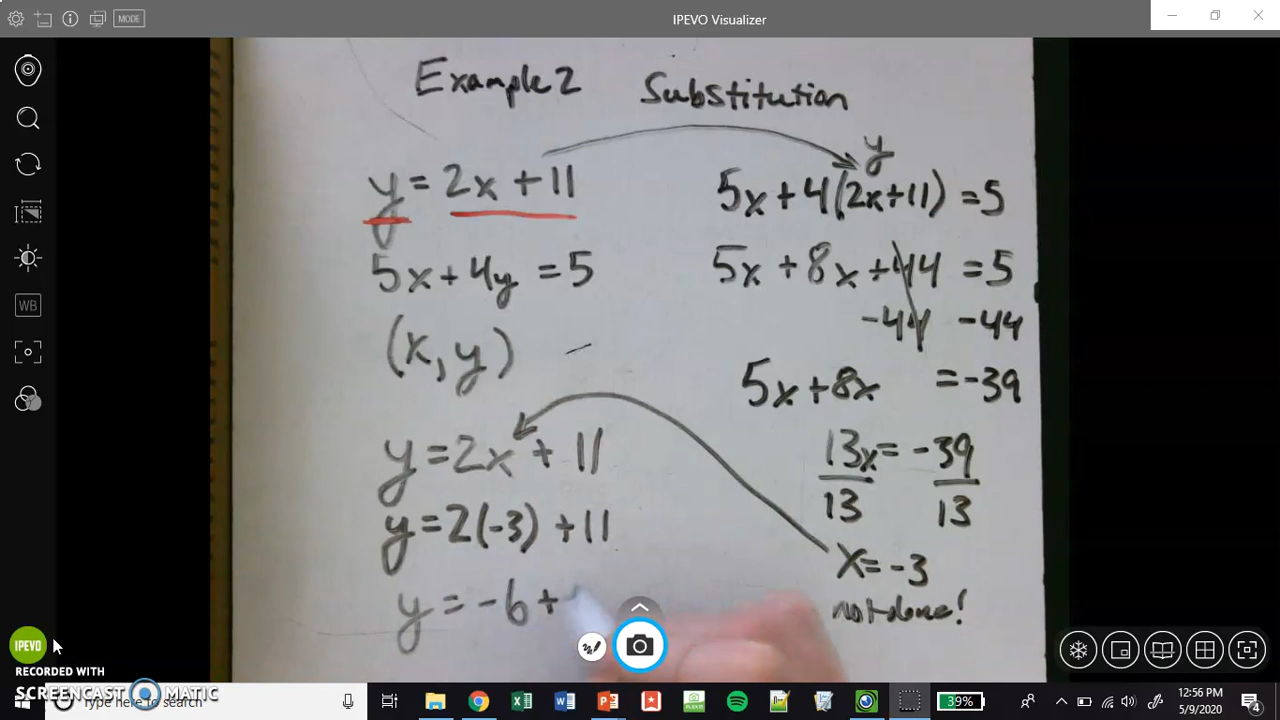 MODE
IPEVO Visualizer
Example 2 Substitution
y = 2x + 11
5x + 4y = 5
(x, y)
y = 2x + 11
y = 2(-3) + 11
y = -6 +
y
5x + 4(2x+11) = 5
5x + 8x + 44 = 5
-44 -44
5x + 8x = -39
13x = -39
13 13
x = -3
not done!
WB
IPEVO
RECORDED WITH
SCREENCAST MATIC
Type here to search
39%
12:56 PM
5/9/2020
4